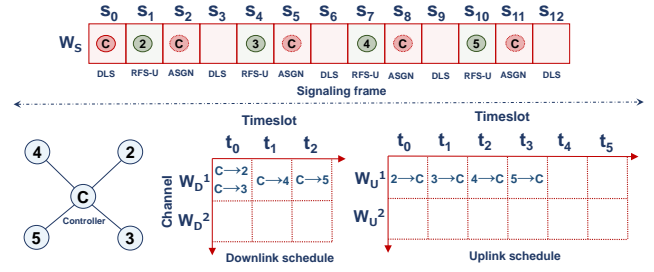 S0 S1 S2 S3 S4 S5 S6 S7 S8 S9 S10 S11 S12
WS C 2 C 3 C 4 C 5 C
DLS RFS-U ASGN DLS RFS-U ASGN DLS RFS-U ASGN DLS RFS-U ASGN DLS
Signaling frame
4 2
C
Controller
5 3
Timeslot
t0 t1 t2
Channel
WD1 C→2 C→4 C→5
C→3
WD2
Downlink schedule
Timeslot
t0 t1 t2 t3 t4 t5
WU1 2→C 3→C 4→C 5→C
WU2
Uplink schedule